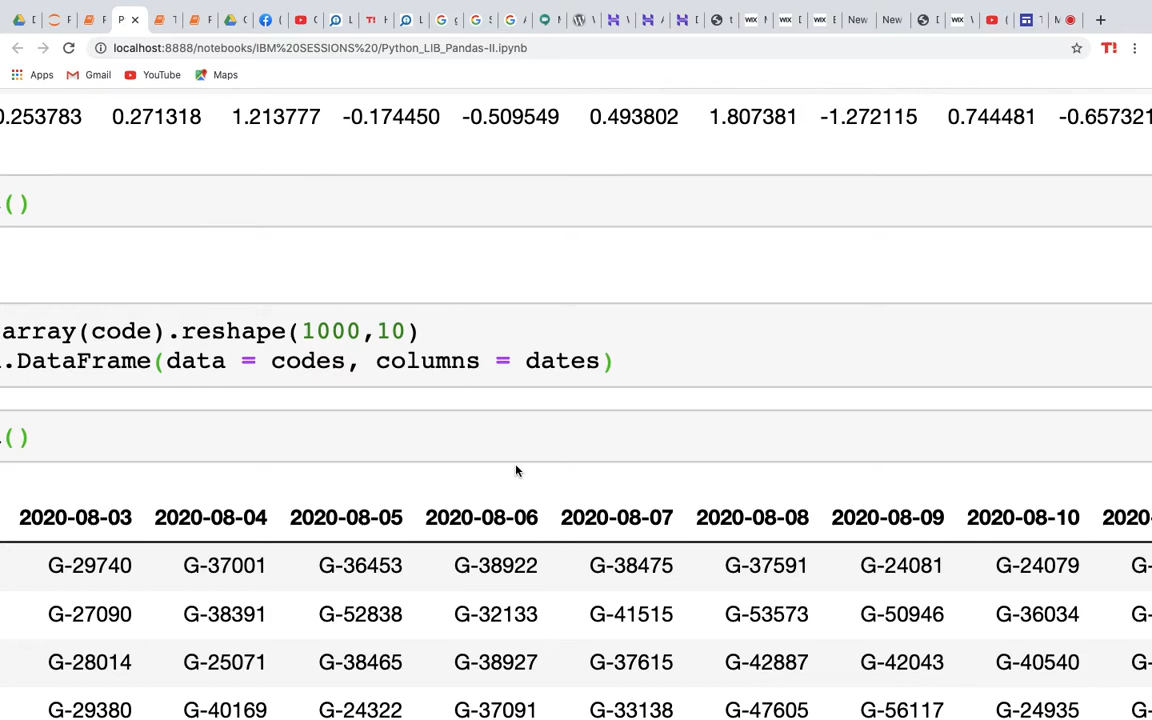 D P F P T F C C ( C L T! H L g S A M V V A D t N C V E New New D V ( T M
localhost:8888/notebooks/IBM%20SESSIONS%20/Python_LIB_Pandas-II.ipynb
T!
Apps Gmail YouTube Maps
0.253783 0.271318 1.213777 -0.174450 -0.509549 0.493802 1.807381 -1.272115 0.744481 -0.657321
()
array(code).reshape(1000,10)
.DataFrame(data = codes, columns = dates)
()
2020-08-03 2020-08-04 2020-08-05 2020-08-06 2020-08-07 2020-08-08 2020-08-09 2020-08-10 2020-
G-29740 G-37001 G-36453 G-38922 G-38475 G-37591 G-24081 G-24079 G-
G-27090 G-38391 G-52838 G-32133 G-41515 G-53573 G-50946 G-36034 G-
G-28014 G-25071 G-38465 G-38927 G-37615 G-42887 G-42043 G-40540 G-
G-29380 G-40169 G-24322 G-37091 G-33138 G-47605 G-56117 G-24935 G-